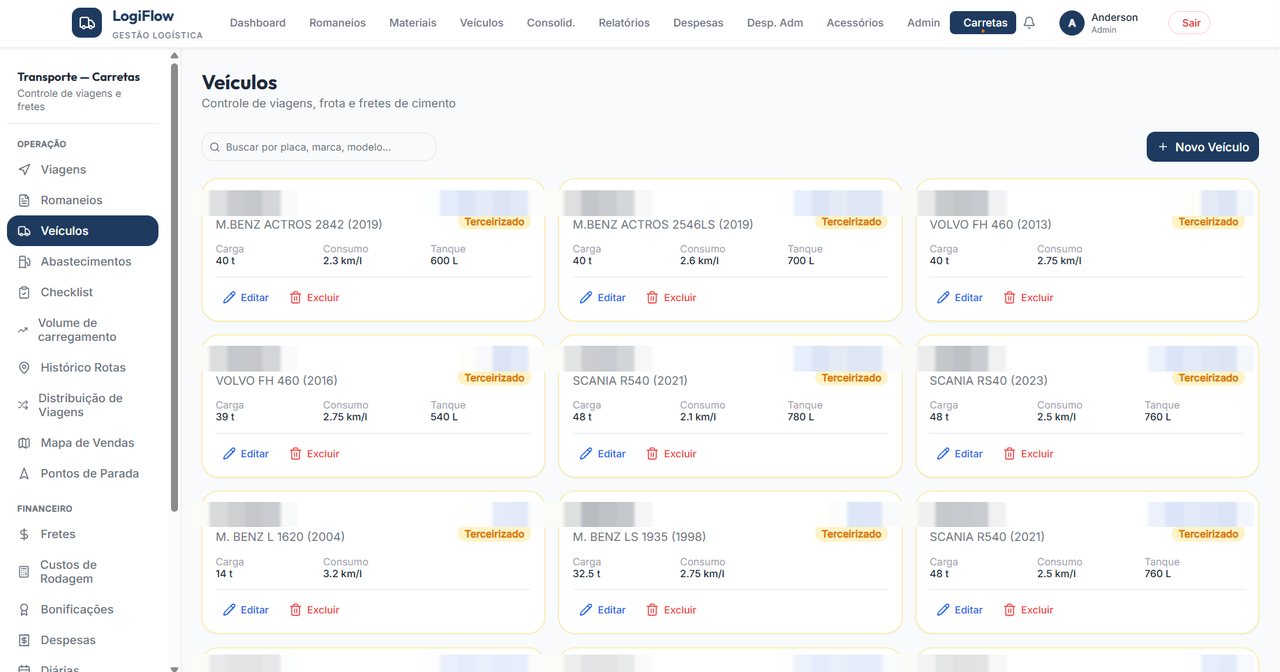 LogiFlow
GESTÃO LOGÍSTICA
Dashboard Romaneios Materiais Veículos Consolid. Relatórios Despesas Desp. Adm Acessórios Admin Carretas
A
Anderson
Admin
Sair
Transporte — Carretas
Controle de viagens e
fretes
OPERAÇÃO
Viagens
Romaneios
Veículos
Abastecimentos
Checklist
Volume de
carregamento
Histórico Rotas
Distribuição de
Viagens
Mapa de Vendas
Pontos de Parada
FINANCEIRO
Fretes
Custos de
Rodagem
Bonificações
Despesas
Diárias
Veículos
Controle de viagens, frota e fretes de cimento
Buscar por placa, marca, modelo...
+ Novo Veículo
M.BENZ ACTROS 2842 (2019)
Terceirizado
Carga Consumo Tanque
40 t 2.3 km/l 600 L
Editar Excluir
M.BENZ ACTROS 2546LS (2019)
Terceirizado
Carga Consumo Tanque
40 t 2.6 km/l 700 L
Editar Excluir
VOLVO FH 460 (2013)
Terceirizado
Carga Consumo
40 t 2.75 km/l
Editar Excluir
VOLVO FH 460 (2016)
Terceirizado
Carga Consumo Tanque
39 t 2.75 km/l 540 L
Editar Excluir
SCANIA R540 (2021)
Terceirizado
Carga Consumo Tanque
48 t 2.1 km/l 780 L
Editar Excluir
SCANIA RS40 (2023)
Terceirizado
Carga Consumo Tanque
48 t 2.5 km/l 760 L
Editar Excluir
M. BENZ L 1620 (2004)
Terceirizado
Carga Consumo
14 t 3.2 km/l
Editar Excluir
M. BENZ LS 1935 (1998)
Terceirizado
Carga Consumo
32.5 t 2.75 km/l
Editar Excluir
SCANIA R540 (2021)
Terceirizado
Carga Consumo Tanque
48 t 2.5 km/l 760 L
Editar Excluir